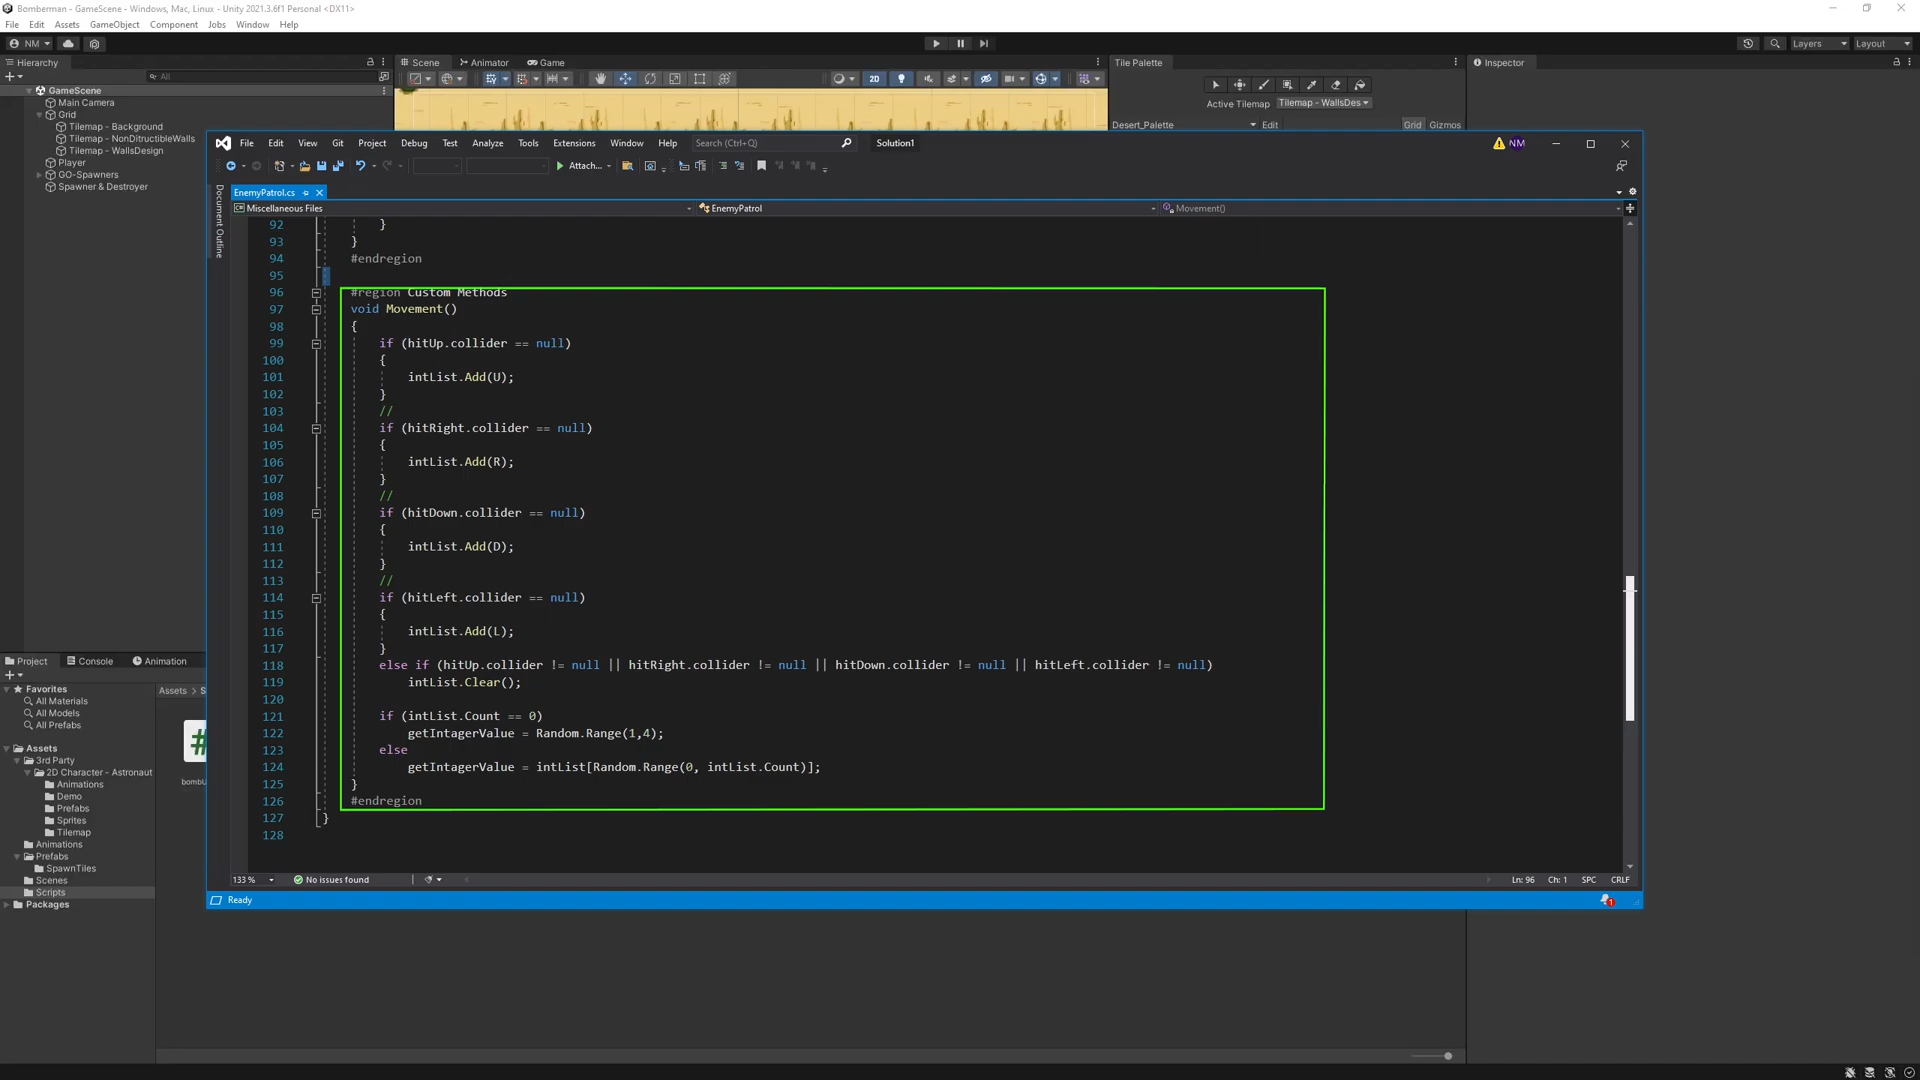 Bomberman - GameScene - Windows, Mac, Linux - Unity 2021.3.6f1 Personal <DX11>
File Edit Assets GameObject Component Jobs Window Help
NM
Layers Layout
Hierarchy
All
GameScene
Main Camera
Grid
Tilemap - Background
Tilemap - NonDitructibleWalls
Tilemap - WallsDesign
Player
GO-Spawners
Spawner & Destroyer
Scene Animator Game
2D
Tile Palette
Active Tilemap Tilemap - WallsDes
Desert_Palette Edit Grid Gizmos
Inspector
File Edit View Git Project Debug Test Analyze Tools Extensions Window Help Search (Ctrl+Q) Solution1 NM
Attach...
Document Outline
EnemyPatrol.cs
Miscellaneous Files EnemyPatrol Movement()
92 }
93 }
94 #endregion
95
96 #region Custom Methods
97 void Movement()
98 {
99 if (hitUp.collider == null)
100 {
101 intList.Add(U);
102 }
103 //
104 if (hitRight.collider == null)
105 {
106 intList.Add(R);
107 }
108 //
109 if (hitDown.collider == null)
110 {
111 intList.Add(D);
112 }
113 //
114 if (hitLeft.collider == null)
115 {
116 intList.Add(L);
117 }
118 else if (hitUp.collider != null || hitRight.collider != null || hitDown.collider != null || hitLeft.collider != null)
119 intList.Clear();
120
121 if (intList.Count == 0)
122 getIntagerValue = Random.Range(1,4);
123 else
124 getIntagerValue = intList[Random.Range(0, intList.Count)];
125 }
126 #endregion
127 }
128
133 % No issues found Ln: 96 Ch: 1 SPC CRLF
Ready 1
Project Console Animation
Favorites
All Materials
All Models
All Prefabs
Assets
3rd Party
2D Character - Astronaut
Animations
Demo
Prefabs
Sprites
Tilemap
Animations
Prefabs
SpawnTiles
Scenes
Scripts
Packages
Assets > S
#